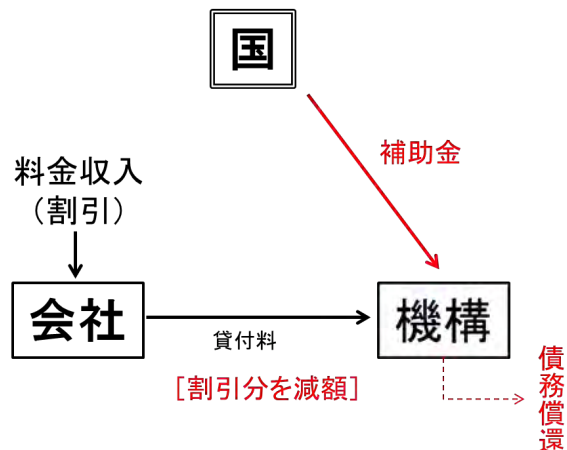 国
補助金
料金収入
（割引）
会社
貸付料
機構
［割引分を減額］
債務償還